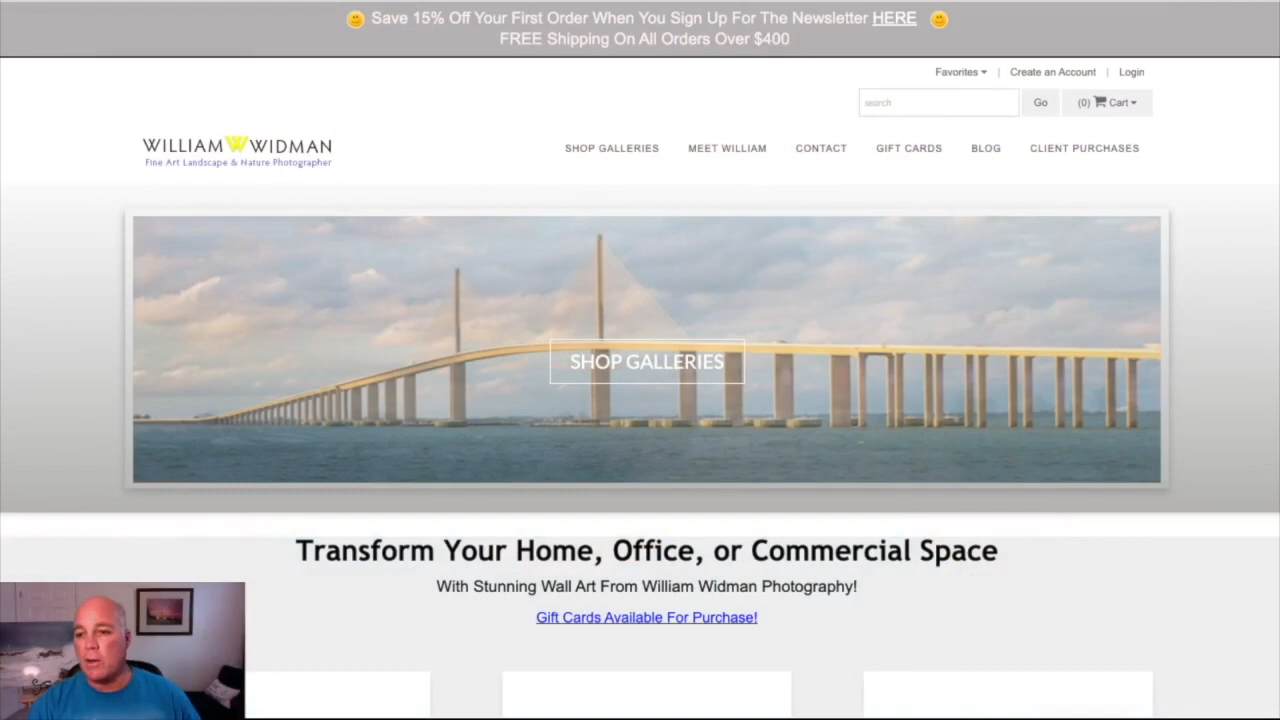 Save 15% Off Your First Order When You Sign Up For The Newsletter HERE
FREE Shipping On All Orders Over $400
Favorites | Create an Account | Login
search Go (0) Cart
WILLIAM W WIDMAN
Fine Art Landscape & Nature Photographer
SHOP GALLERIES MEET WILLIAM CONTACT GIFT CARDS BLOG CLIENT PURCHASES
SHOP GALLERIES
Transform Your Home, Office, or Commercial Space
With Stunning Wall Art From William Widman Photography!
Gift Cards Available For Purchase!